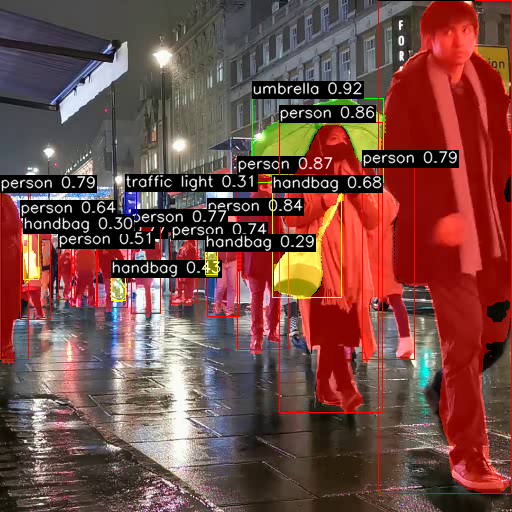 FOR
ion
umbrella 0.92
person 0.86
person 0.87
person 0.79
person 0.79
traffic light 0.31
handbag 0.68
person 0.64
person 0.84
handbag 0.30
person 0.77
person 0.74
person 0.51
handbag 0.29
handbag 0.43